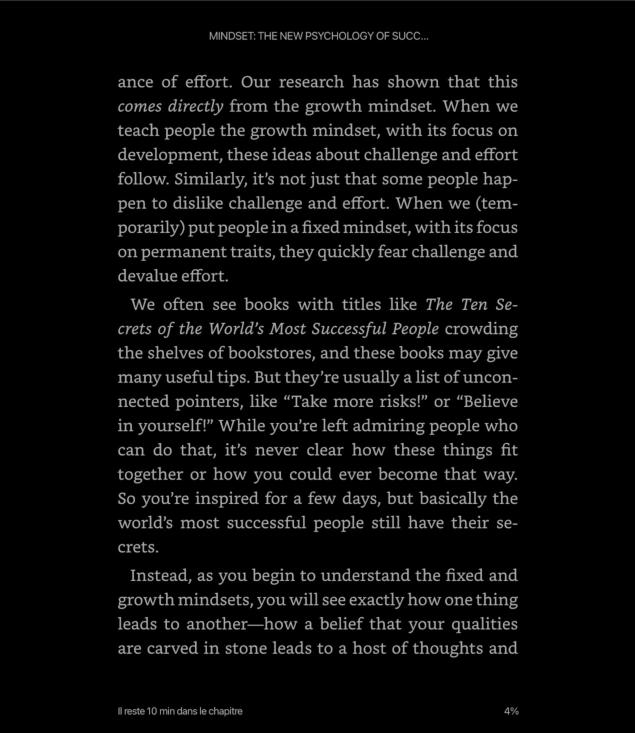 MINDSET: THE NEW PSYCHOLOGY OF SUCC...
ance of effort. Our research has shown that this
comes directly from the growth mindset. When we
teach people the growth mindset, with its focus on
development, these ideas about challenge and effort
follow. Similarly, it’s not just that some people hap-
pen to dislike challenge and effort. When we (tem-
porarily) put people in a fixed mindset, with its focus
on permanent traits, they quickly fear challenge and
devalue effort.
We often see books with titles like The Ten Se-
crets of the World’s Most Successful People crowding
the shelves of bookstores, and these books may give
many useful tips. But they’re usually a list of uncon-
nected pointers, like “Take more risks!” or “Believe
in yourself!” While you’re left admiring people who
can do that, it’s never clear how these things fit
together or how you could ever become that way.
So you’re inspired for a few days, but basically the
world’s most successful people still have their se-
crets.
Instead, as you begin to understand the fixed and
growth mindsets, you will see exactly how one thing
leads to another—how a belief that your qualities
are carved in stone leads to a host of thoughts and
Il reste 10 min dans le chapitre
4%